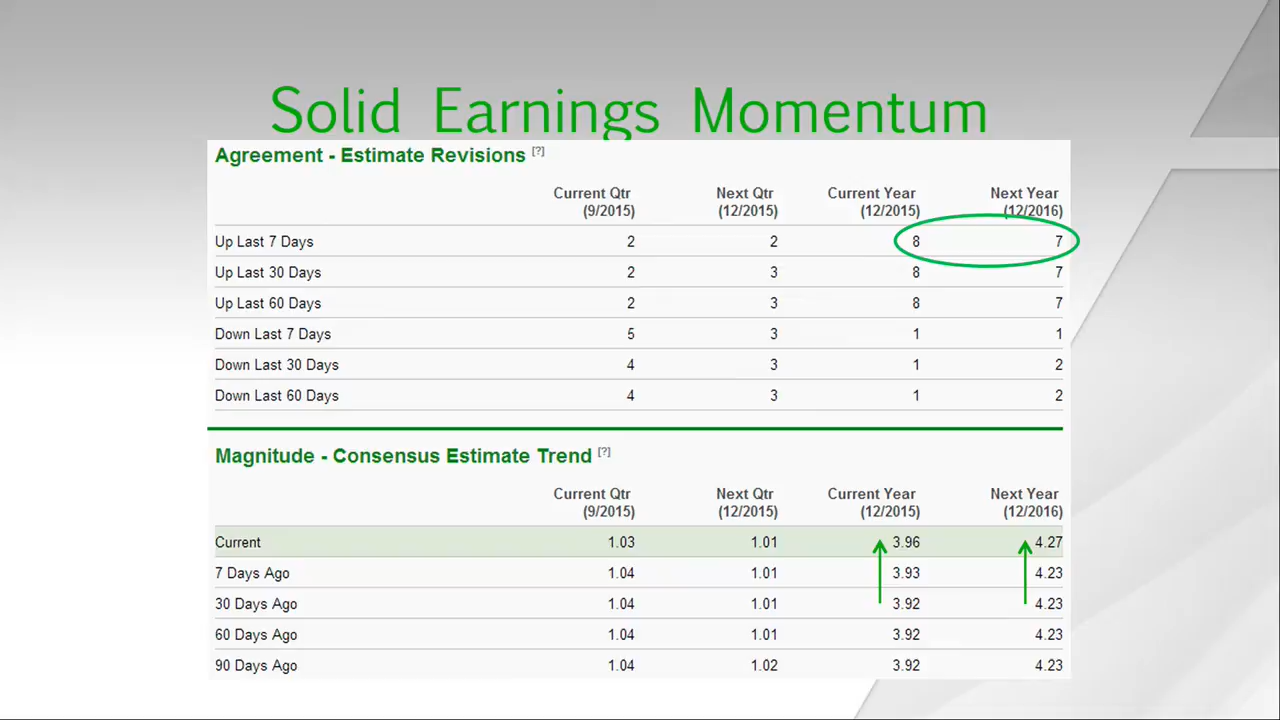 Solid Earnings Momentum
Agreement - Estimate Revisions [?]
Current Qtr (9/2015) Next Qtr (12/2015) Current Year (12/2015) Next Year (12/2016)
Up Last 7 Days 2 2 8 7
Up Last 30 Days 2 3 8 7
Up Last 60 Days 2 3 8 7
Down Last 7 Days 5 3 1 1
Down Last 30 Days 4 3 1 2
Down Last 60 Days 4 3 1 2
Magnitude - Consensus Estimate Trend [?]
Current Qtr (9/2015) Next Qtr (12/2015) Current Year (12/2015) Next Year (12/2016)
Current 1.03 1.01 3.96 4.27
7 Days Ago 1.04 1.01 3.93 4.23
30 Days Ago 1.04 1.01 3.92 4.23
60 Days Ago 1.04 1.01 3.92 4.23
90 Days Ago 1.04 1.02 3.92 4.23